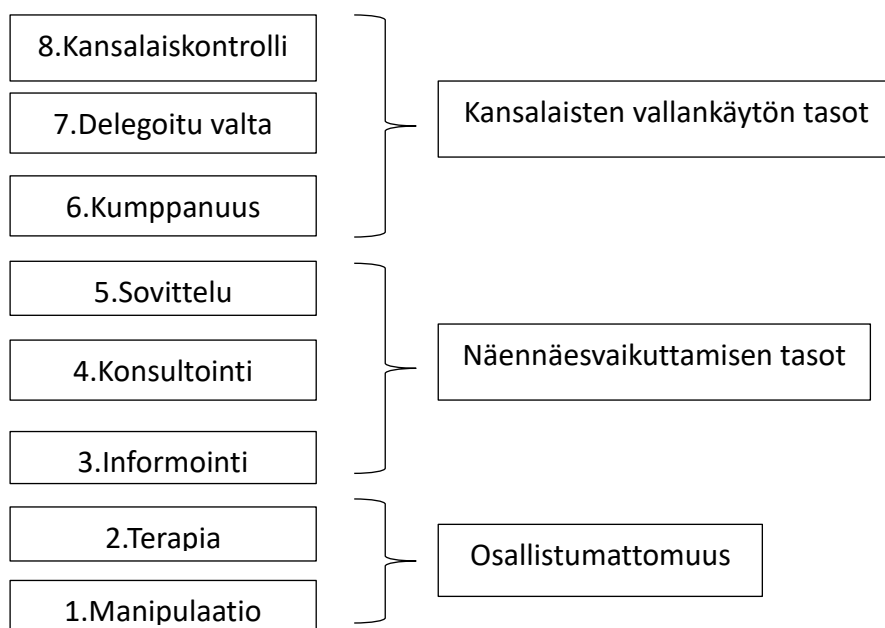 8.Kansalaiskontrolli
7.Delegoitu valta
Kansalaisten vallankäytön tasot
6.Kumppanuus
5.Sovittelu
4.Konsultointi
Näennäesvaikuttamisen tasot
3.Informointi
2.Terapia
Osallistumattomuus
1.Manipulaatio